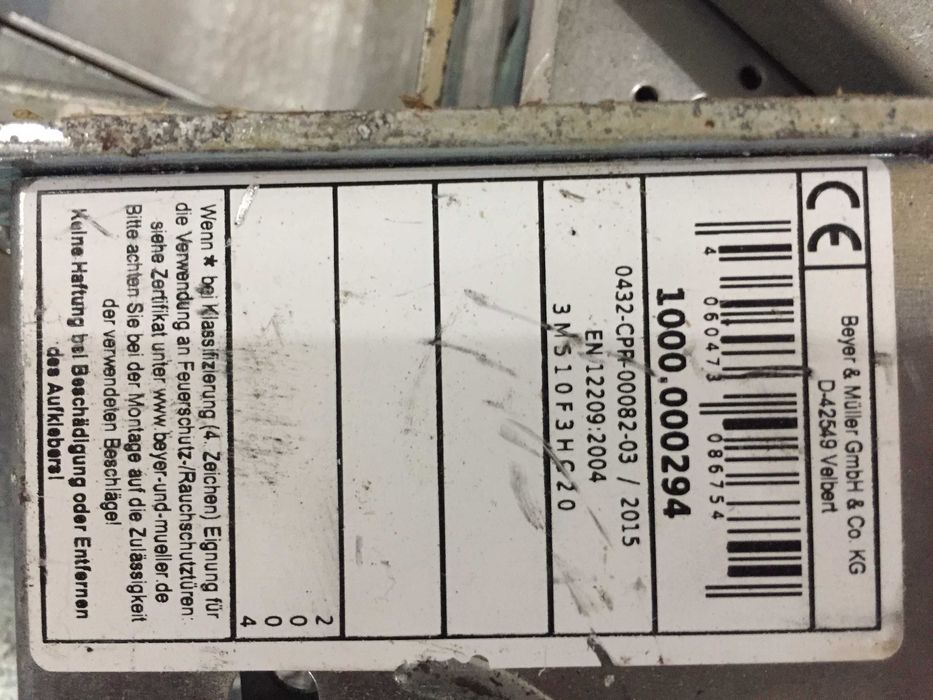 CE
Beyer & Müller GmbH & Co. KG
D-42549 Velbert
4 060473 086754
1000.000294
0432-CPR-00082-03 / 2015
EN 12209:2004
3 M 5 1 0 F 3 H C 2 0
2
0
0
4
Wenn * bei Klassifizierung (4. Zeichen) Eignung für
die Verwendung an Feuerschutz-/Rauchschutztüren:
siehe Zertifikat unter www.beyer-und-mueller.de
Bitte achten Sie bei der Montage auf die Zulässigkeit
der verwendeten Beschläge!
Keine Haftung bei Beschädigung oder Entfernen
des Aufklebers!